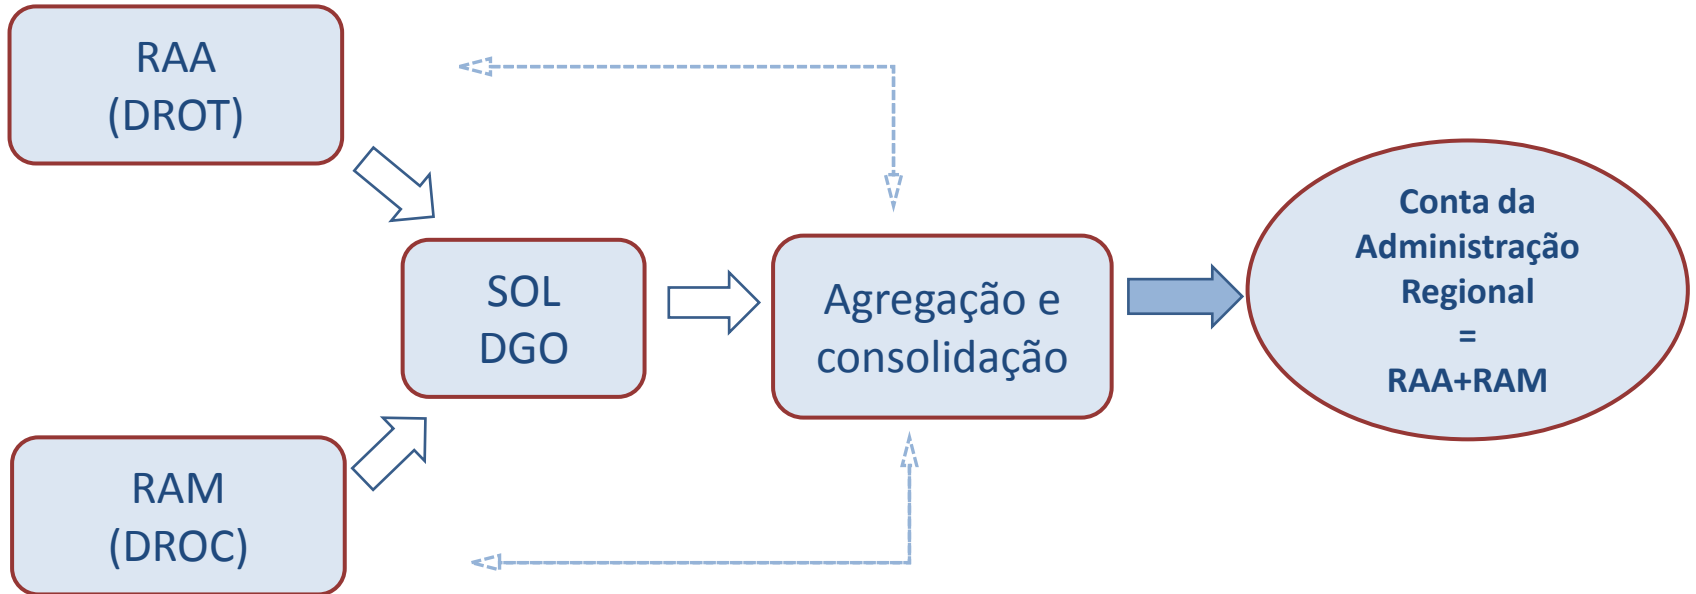 RAA
(DROT)
SOL
DGO
Agregação e
consolidação
Conta da
Administração
Regional
=
RAA+RAM
RAM
(DROC)